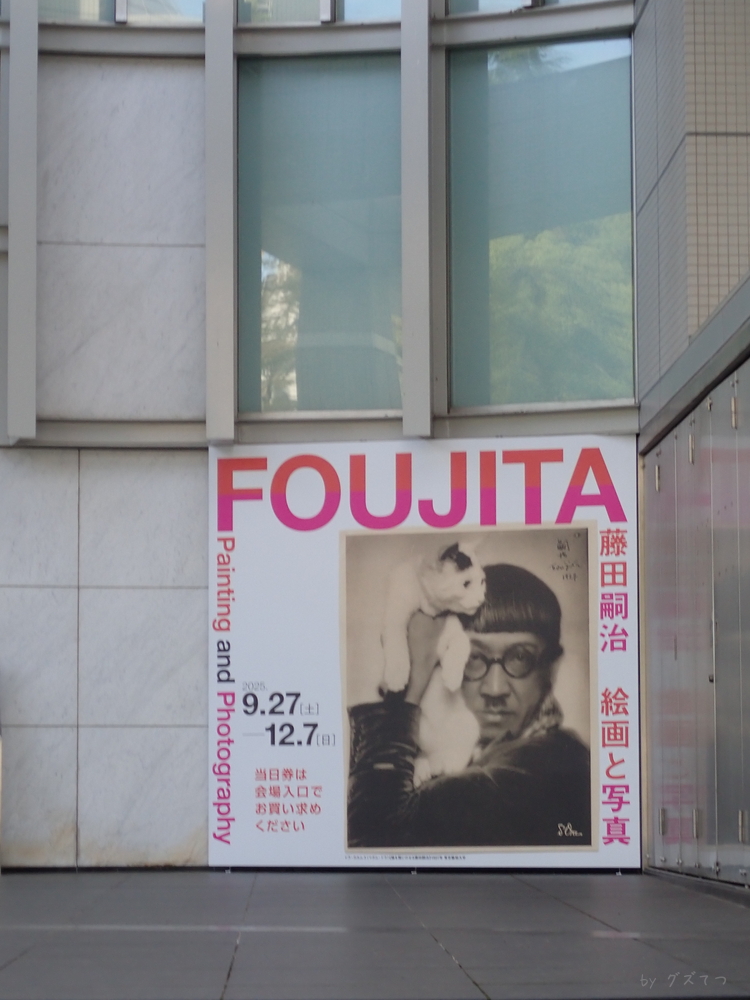 FOUJITA
Painting and Photography
藤田嗣治 絵画と写真
2025.
9.27[土]
—12.7[日]
当日券は
会場入口で
お買い求め
ください
by グズてつ